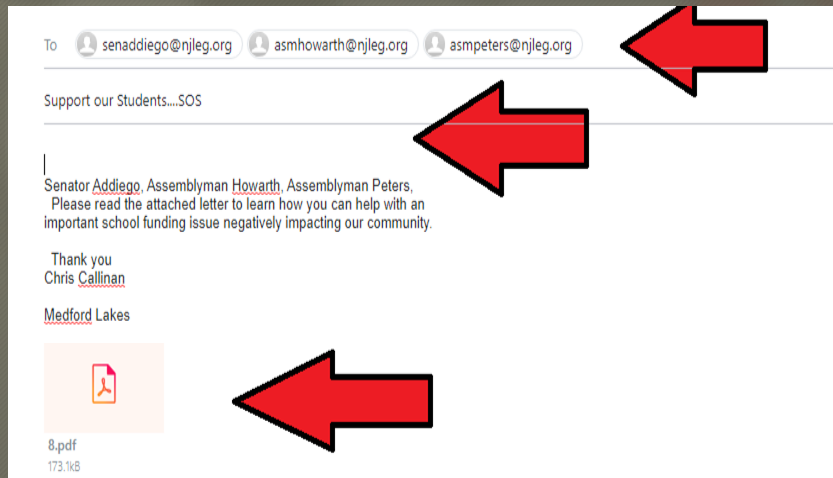 To senaddiego@njleg.org asmhowarth@njleg.org asmpeters@njleg.org
Support our Students....SOS
Senator Addiego, Assemblyman Howarth, Assemblyman Peters,
Please read the attached letter to learn how you can help with an
important school funding issue negatively impacting our community.
Thank you
Chris Callinan
Medford Lakes
8.pdf
173.1kB